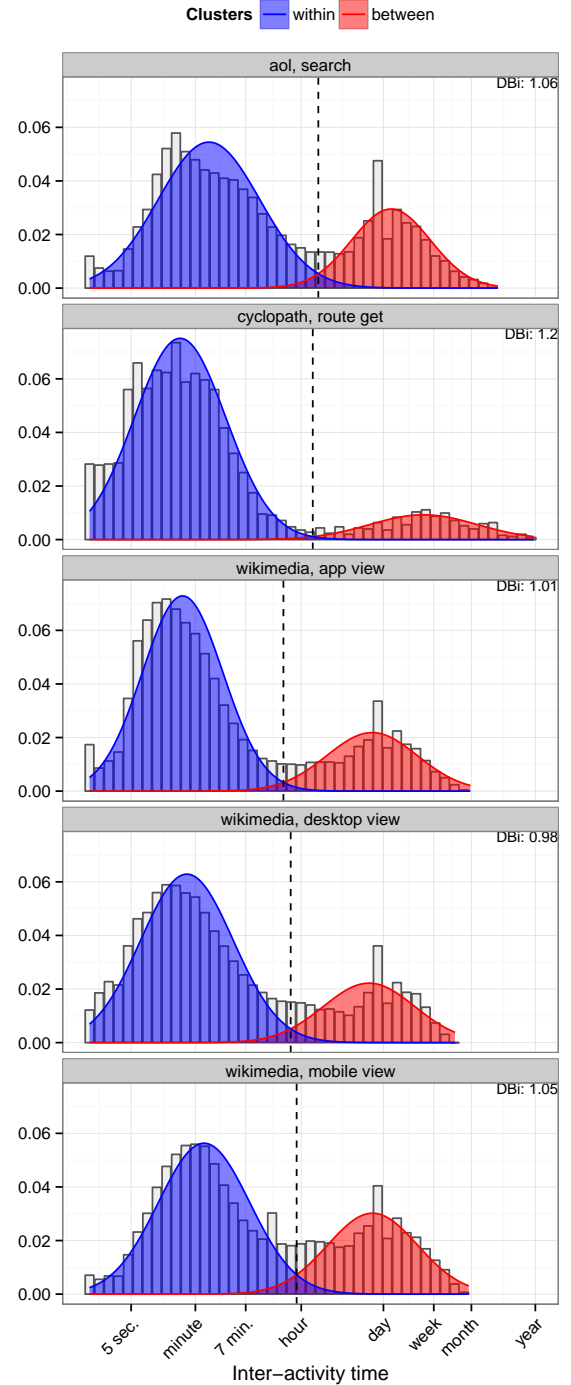 Clusters within between
aol, search
DBi: 1.06
0.06
0.04
0.02
0.00
cyclopath, route get
DBi: 1.2
0.06
0.04
0.02
0.00
wikimedia, app view
DBi: 1.01
0.06
0.04
0.02
0.00
wikimedia, desktop view
DBi: 0.98
0.06
0.04
0.02
0.00
wikimedia, mobile view
DBi: 1.05
0.06
0.04
0.02
0.00
5 sec. minute 7 min. hour day week month year
Inter−activity time